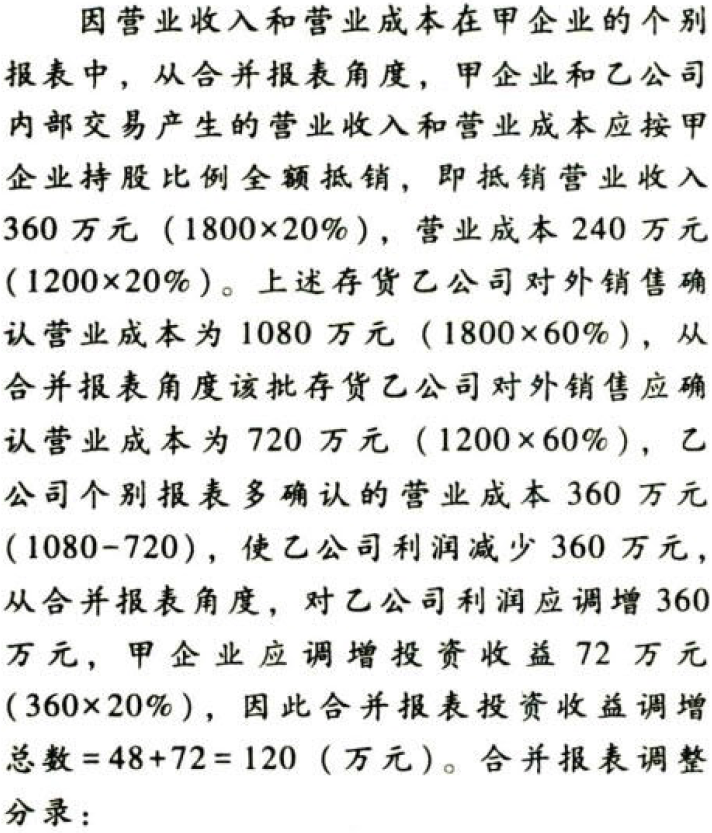 因营业收入和营业成本在甲企业的个别
报表中，从合并报表角度，甲企业和乙公司
内部交易产生的营业收入和营业成本应按甲
企业持股比例全额抵销，即抵销营业收入
360 万元（1800×20%），营业成本 240 万元
（1200×20%）。上述存货乙公司对外销售确
认营业成本为 1080 万元（1800×60%），从
合并报表角度该批存货乙公司对外销售应确
认营业成本为 720 万元（1200×60%），乙
公司个别报表多确认的营业成本 360 万元
（1080-720），使乙公司利润减少 360 万元，
从合并报表角度，对乙公司利润应调增 360
万元，甲企业应调增投资收益 72 万元
（360×20%），因此合并报表投资收益调增
总数=48+72=120（万元）。合并报表调整
分录：